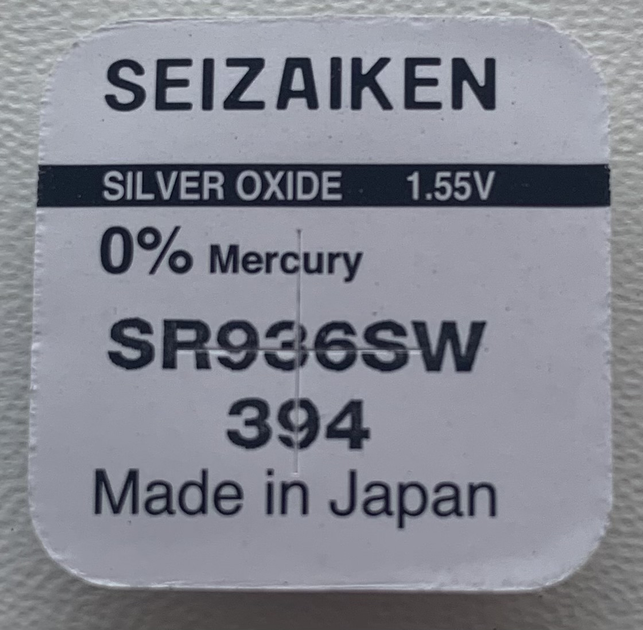 SEIZAIKEN
SILVER OXIDE 1.55V
0% Mercury
SR936SW
394
Made in Japan